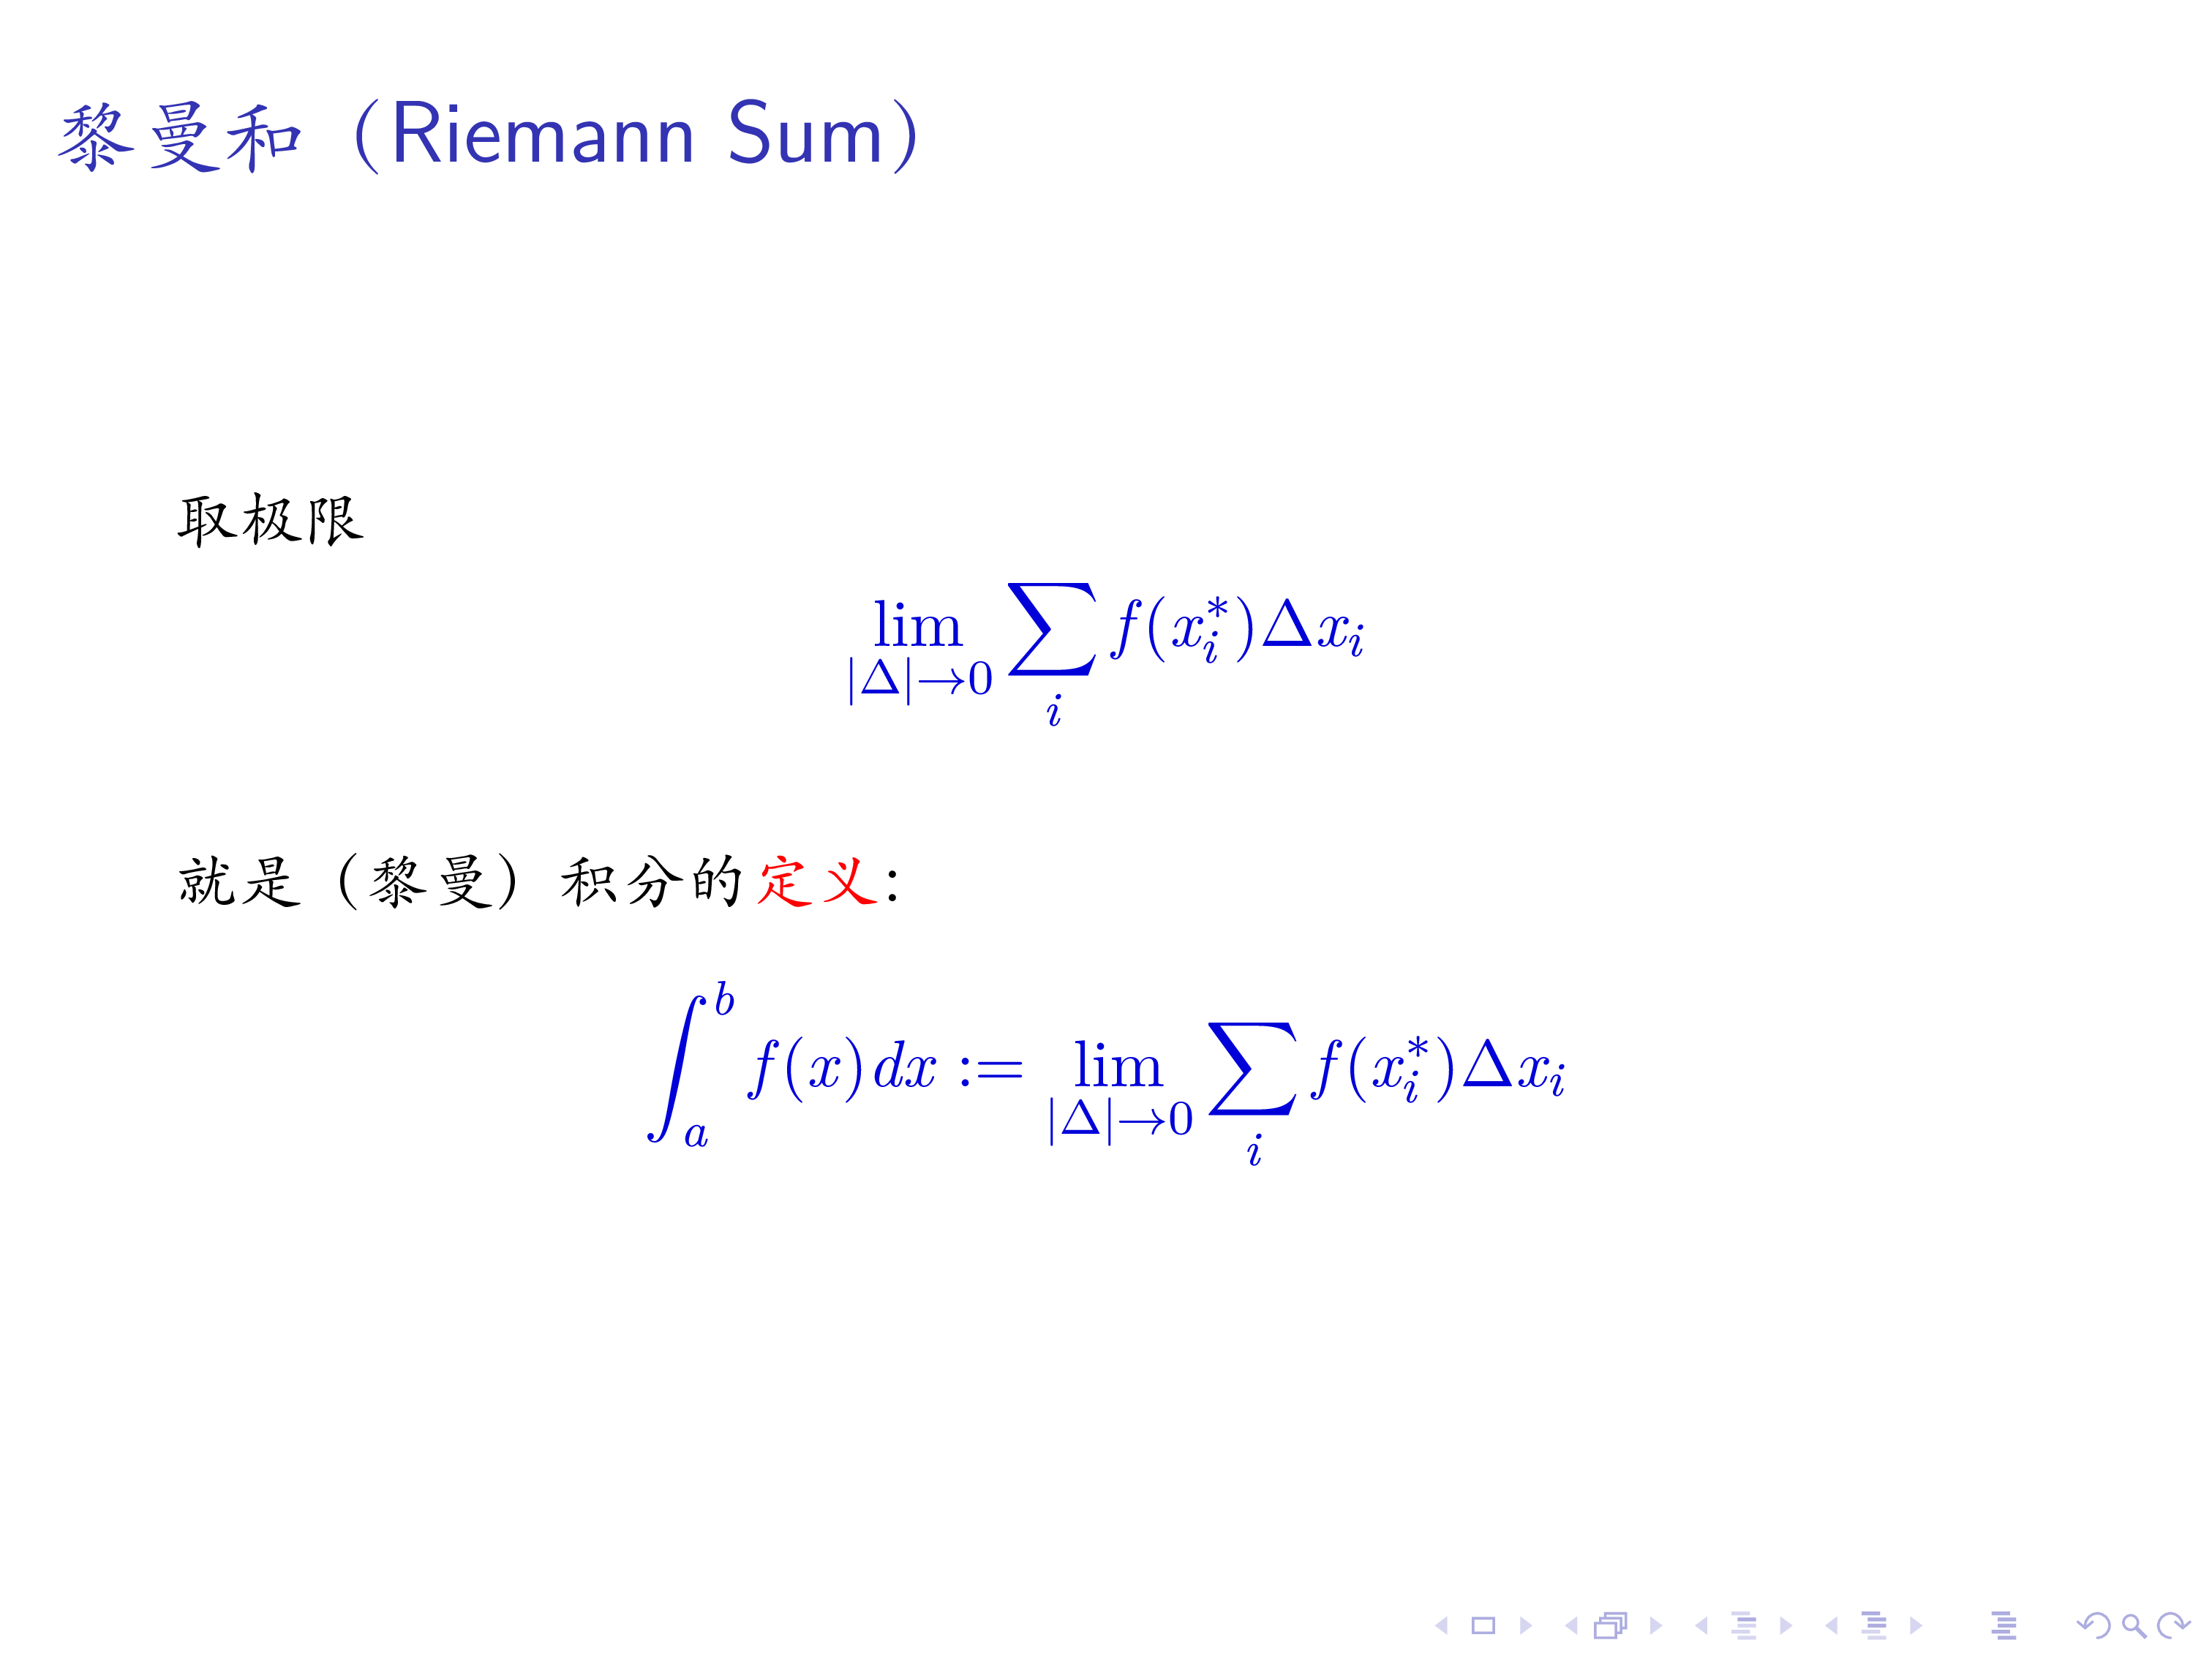 黎曼和（Riemann Sum）
取极限
$$\lim_{|\Delta|\to 0} \sum_i f(x_i^*)\Delta x_i$$
就是（黎曼）积分的定义：
$$\int_a^b f(x)dx := \lim_{|\Delta|\to 0} \sum_i f(x_i^*)\Delta x_i$$